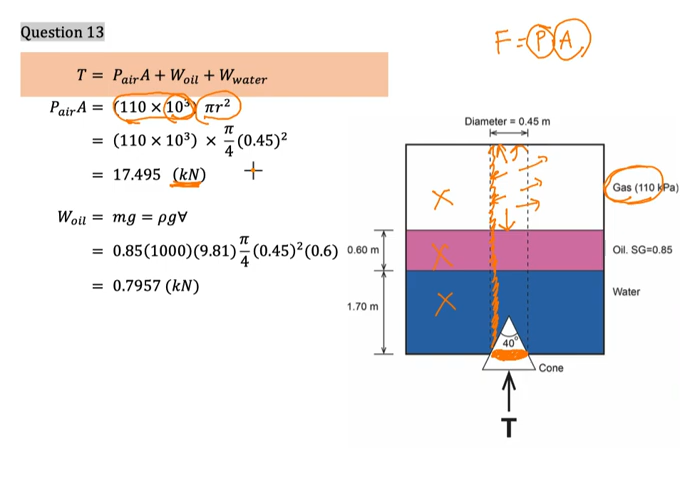 Question 13
F = P A
T = P_air A + W_oil + W_water
P_air A = (110 × 10³) πr²
= (110 × 10³) × π/4 (0.45)²
= 17.495 (kN)
W_oil = mg = ρg∀
= 0.85(1000)(9.81) π/4 (0.45)²(0.6)
= 0.7957 (kN)
Diameter = 0.45 m
Gas (110 kPa)
0.60 m
Oil. SG=0.85
Water
1.70 m
40°
Cone
T